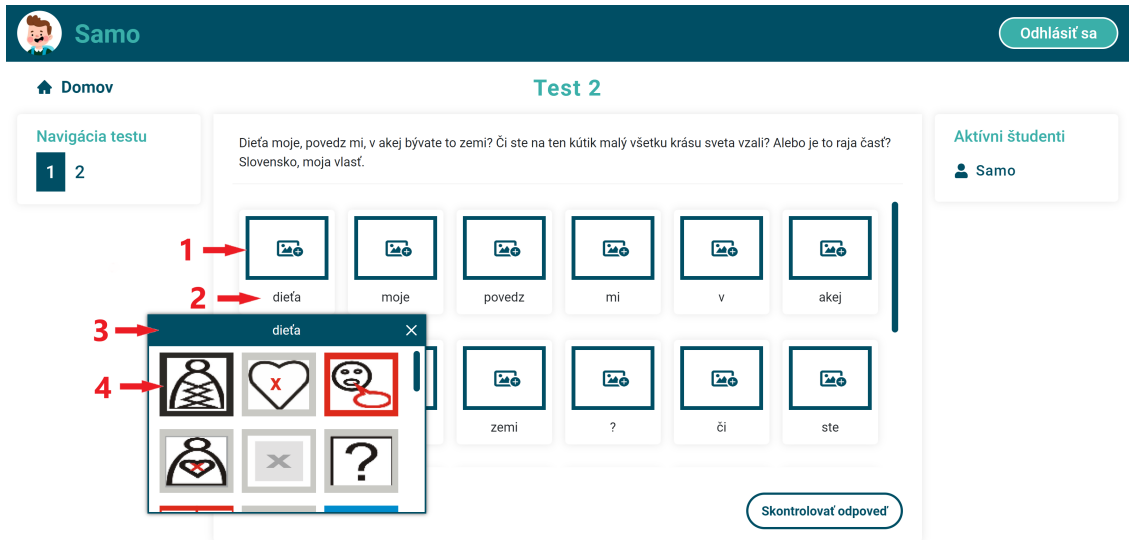 Samo
Odhlásiť sa
Domov
Test 2
Navigácia testu
1 2
Dieťa moje, povedz mi, v akej bývate to zemi? Či ste na ten kútik malý všetku krásu sveta vzali? Alebo je to raja časť?
Slovensko, moja vlasť.
Aktívni študenti
Samo
1
2 dieťa moje povedz mi v akej
3 dieťa
4
x
x
x
?
zemi ? či ste
Skontrolovať odpoveď